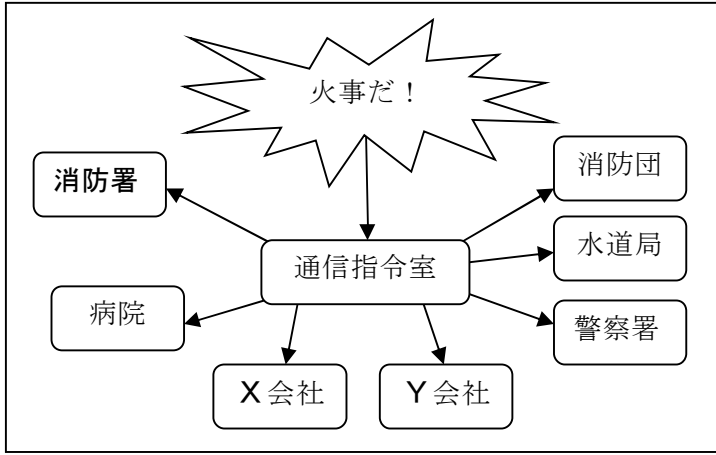 火事だ！
消防署
消防団
通信指令室
水道局
病院
警察署
X会社
Y会社